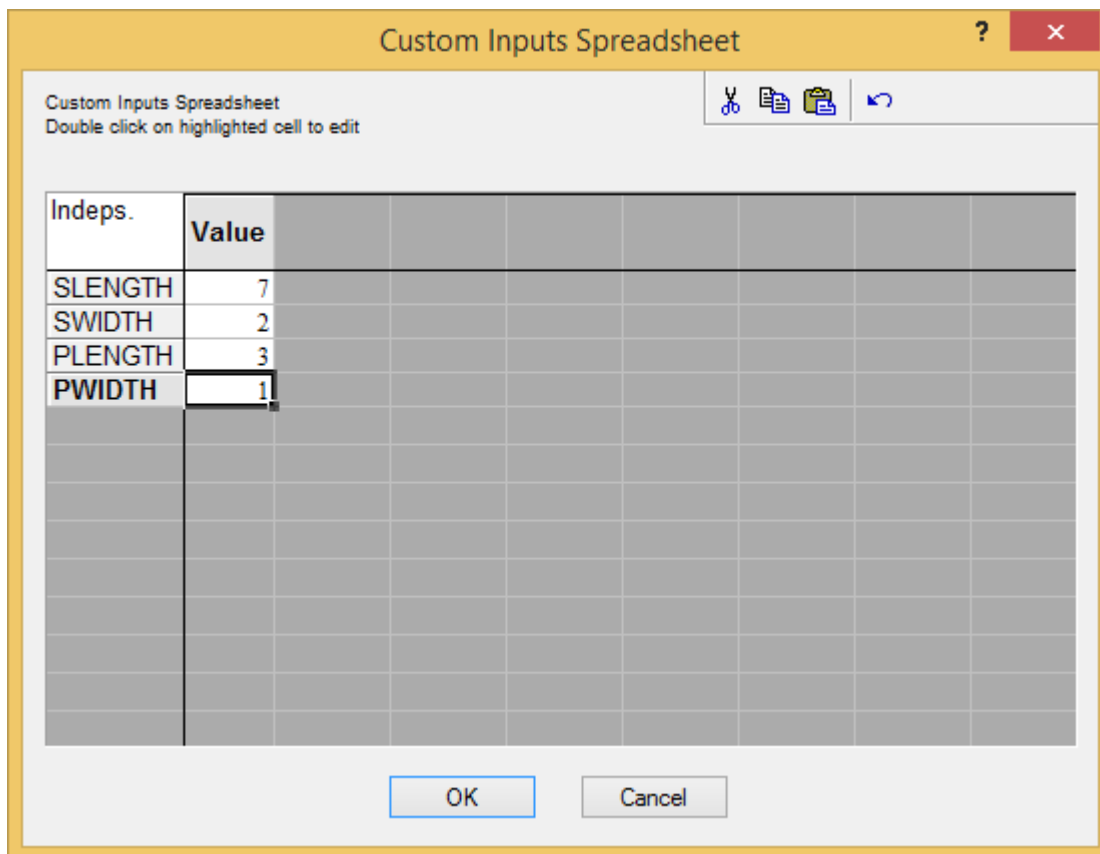 Custom Inputs Spreadsheet ? ×
Custom Inputs Spreadsheet
Double click on highlighted cell to edit
Indeps. Value
SLENGTH 7
SWIDTH 2
PLENGTH 3
PWIDTH 1
OK Cancel